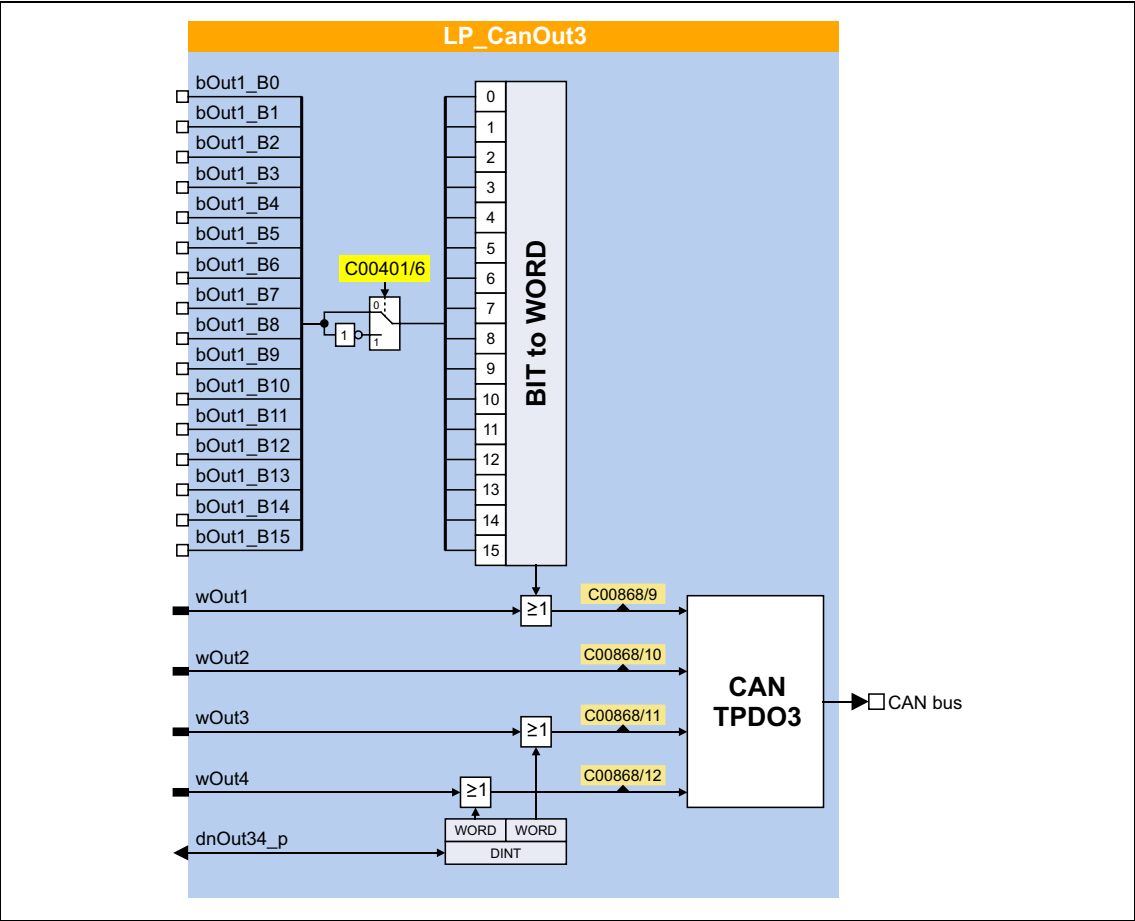 LP_CanOut3
bOut1_B0
bOut1_B1
bOut1_B2
bOut1_B3
bOut1_B4
bOut1_B5
bOut1_B6
bOut1_B7
bOut1_B8
bOut1_B9
bOut1_B10
bOut1_B11
bOut1_B12
bOut1_B13
bOut1_B14
bOut1_B15
C00401/6
0
1
1
0
1
2
3
4
5
6
7
8
9
10
11
12
13
14
15
BIT to WORD
wOut1
≥1
C00868/9
wOut2
C00868/10
wOut3
≥1
C00868/11
wOut4
≥1
C00868/12
dnOut34_p
WORD WORD
DINT
CAN
TPDO3
CAN bus